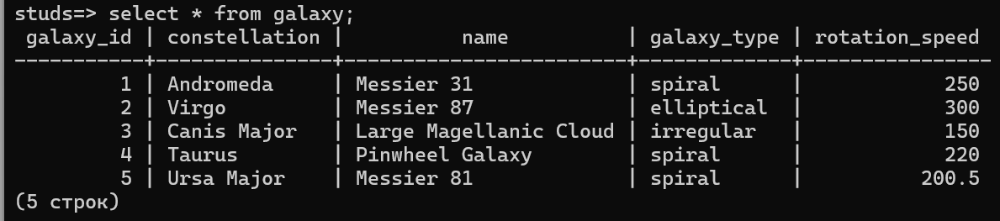 studs=> select * from galaxy;
 galaxy_id | constellation |          name          | galaxy_type | rotation_speed
-----------+---------------+------------------------+-------------+----------------
         1 | Andromeda     | Messier 31             | spiral      |            250
         2 | Virgo         | Messier 87             | elliptical  |            300
         3 | Canis Major   | Large Magellanic Cloud | irregular   |            150
         4 | Taurus        | Pinwheel Galaxy        | spiral      |            220
         5 | Ursa Major    | Messier 81             | spiral      |          200.5
(5 строк)